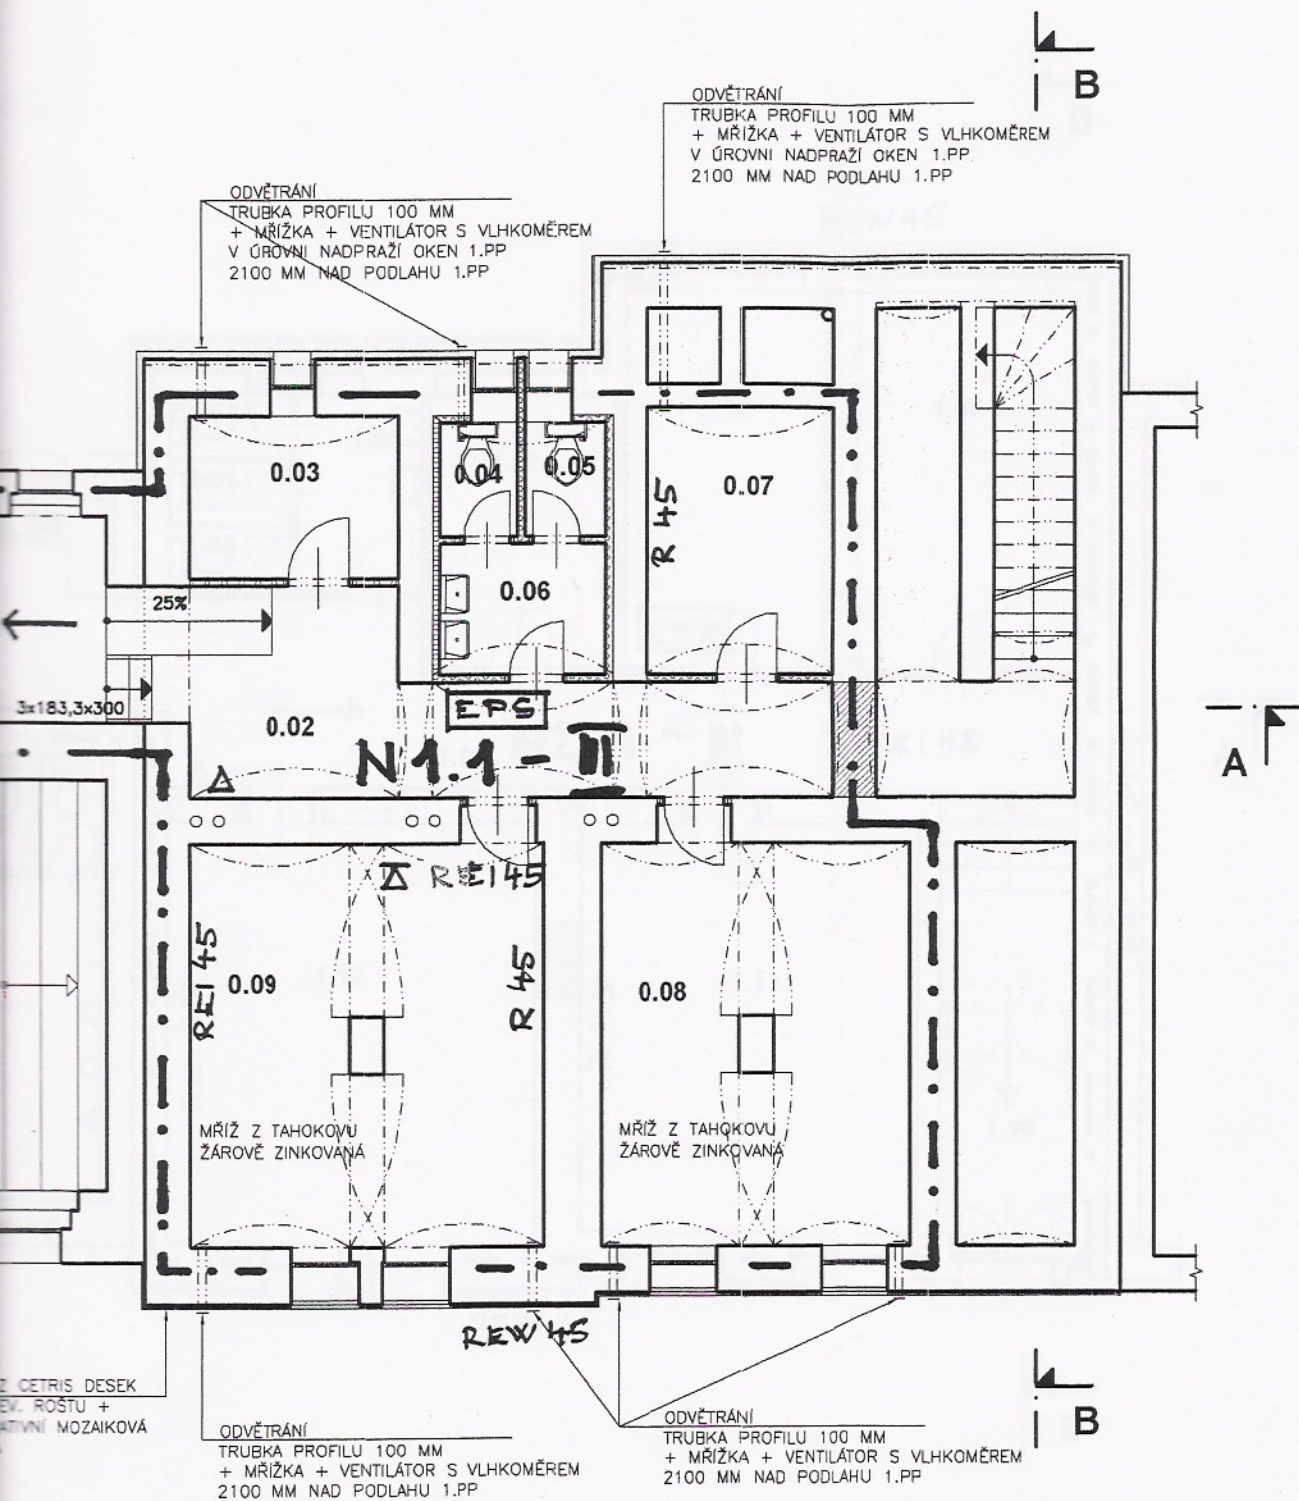 B
ODVĚTRÁNÍ
TRUBKA PROFILU 100 MM
+ MŘÍŽKA + VENTILÁTOR S VLHKOMĚREM
V ÚROVNI NADPRAŽÍ OKEN 1.PP
2100 MM NAD PODLAHU 1.PP
ODVĚTRÁNÍ
TRUBKA PROFILU 100 MM
+ MŘÍŽKA + VENTILÁTOR S VLHKOMĚREM
V ÚROVNI NADPRAŽÍ OKEN 1.PP
2100 MM NAD PODLAHU 1.PP
0.03
0.04
0.05
0.07
R 45
0.06
25%
3x183,3x300
EPS
0.02
N1.1 - III
A
REI 45
REI 45
R 45
0.09
0.08
MŘÍŽ Z TAHOKOVU
ŽÁROVĚ ZINKOVANÁ
MŘÍŽ Z TAHOKOVU
ŽÁROVĚ ZINKOVANÁ
REW 45
Z CETRIS DESEK
ROŠTU +
MOZAIKOVÁ
ODVĚTRÁNÍ
TRUBKA PROFILU 100 MM
+ MŘÍŽKA + VENTILÁTOR S VLHKOMĚREM
2100 MM NAD PODLAHU 1.PP
ODVĚTRÁNÍ
TRUBKA PROFILU 100 MM
+ MŘÍŽKA + VENTILÁTOR S VLHKOMĚREM
2100 MM NAD PODLAHU 1.PP
B